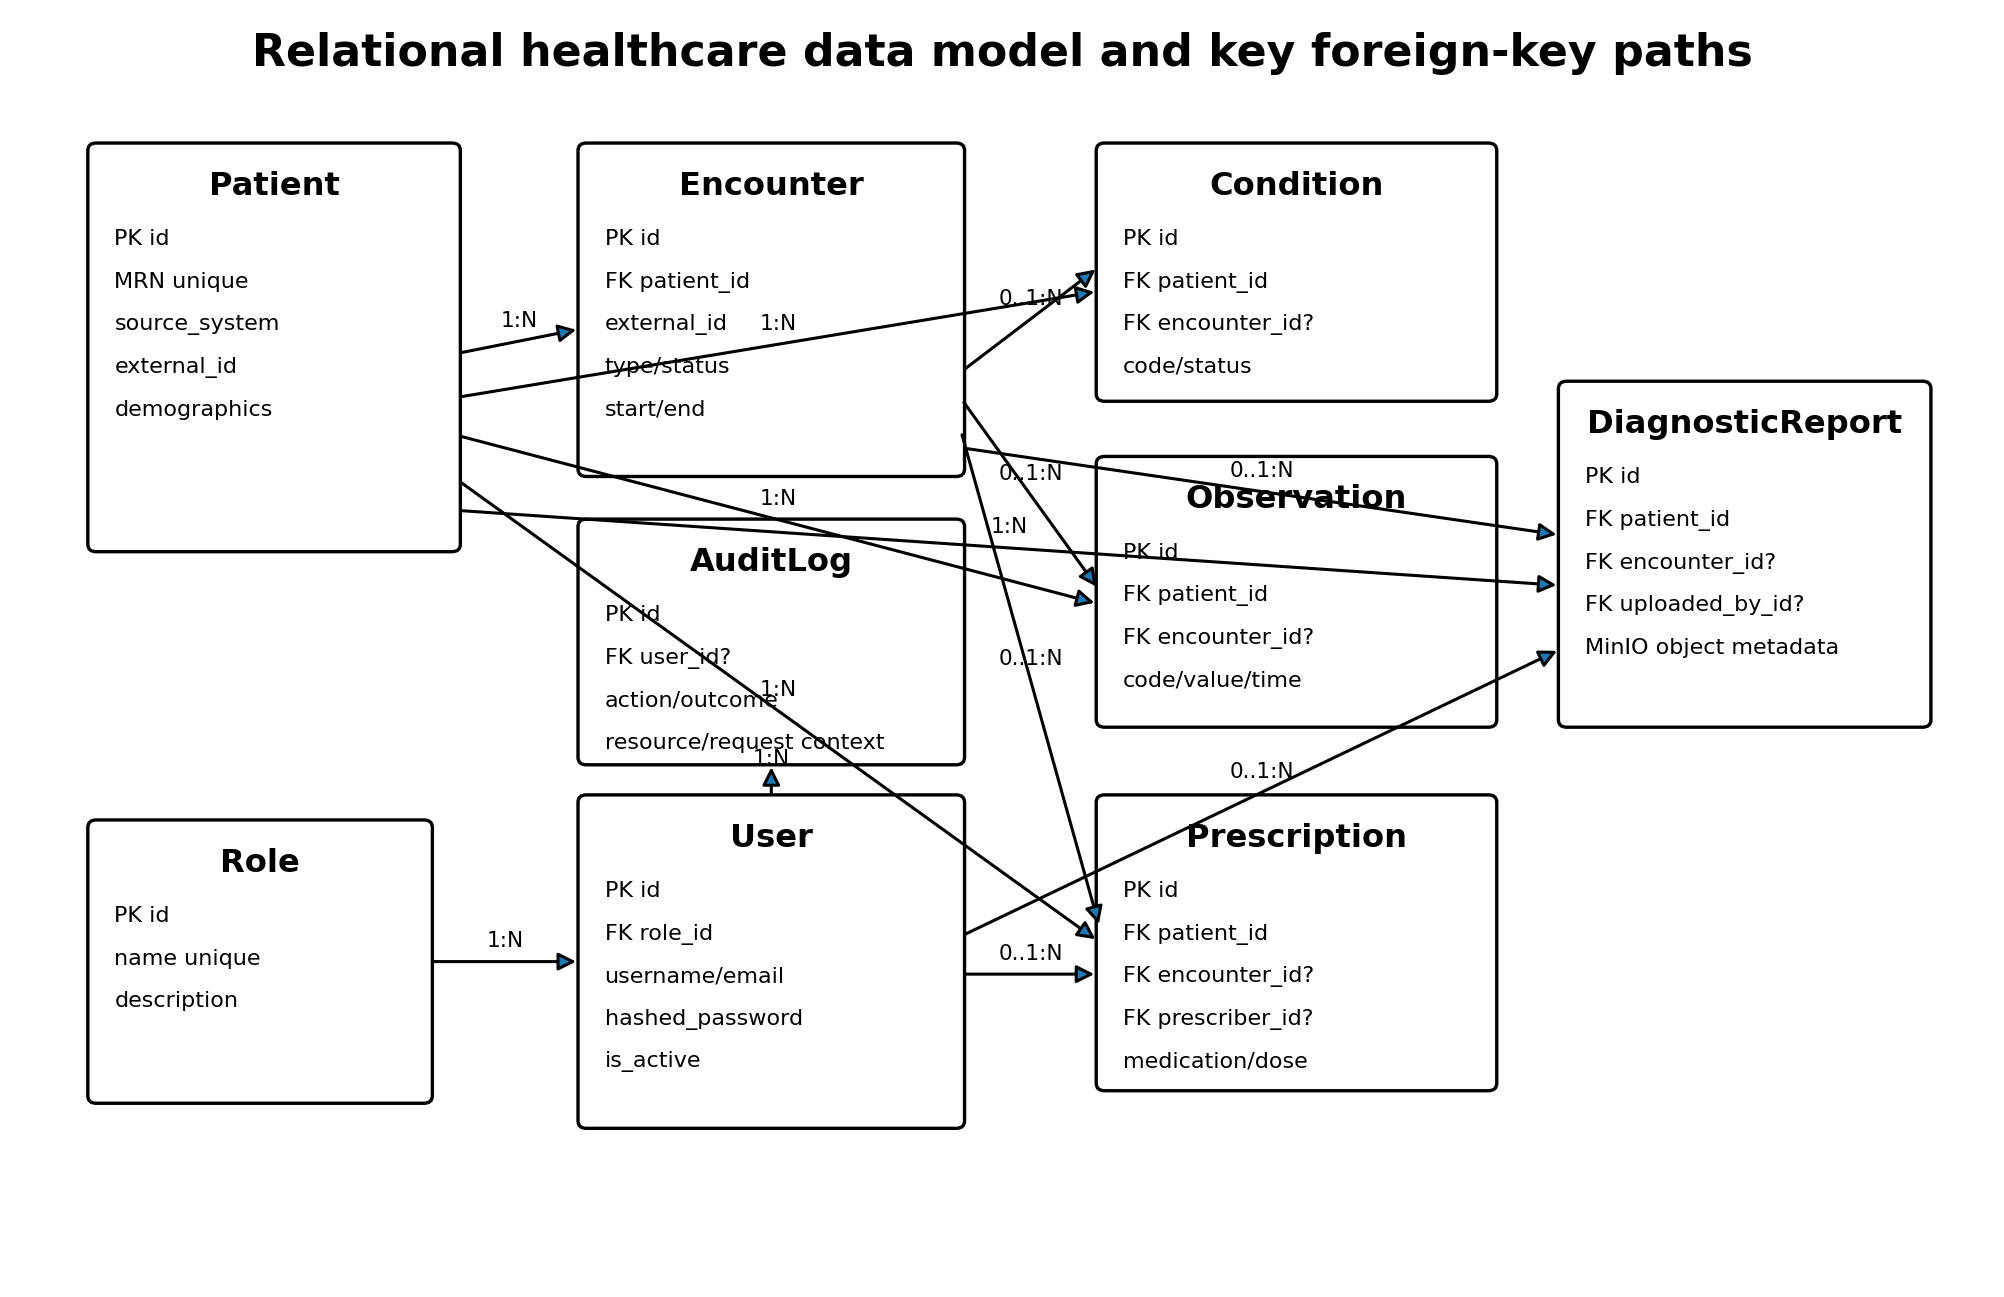 Relational healthcare data model and key foreign-key paths
Patient
PK id
MRN unique
source_system
external_id
demographics
1:N
Encounter
PK id
FK patient_id
external_id
1:N
type/status
start/end
0..1:N
Condition
PK id
FK patient_id
FK encounter_id?
code/status
1:N
AuditLog
PK id
FK user_id?
1:N
action/outcome
resource/request context
1:N
0..1:N
1:N
0..1:N
0..1:N
Observation
PK id
FK patient_id
FK encounter_id?
code/value/time
DiagnosticReport
PK id
FK patient_id
FK encounter_id?
FK uploaded_by_id?
MinIO object metadata
0..1:N
Role
PK id
name unique
description
1:N
User
PK id
FK role_id
username/email
hashed_password
is_active
0..1:N
Prescription
PK id
FK patient_id
FK encounter_id?
FK prescriber_id?
medication/dose